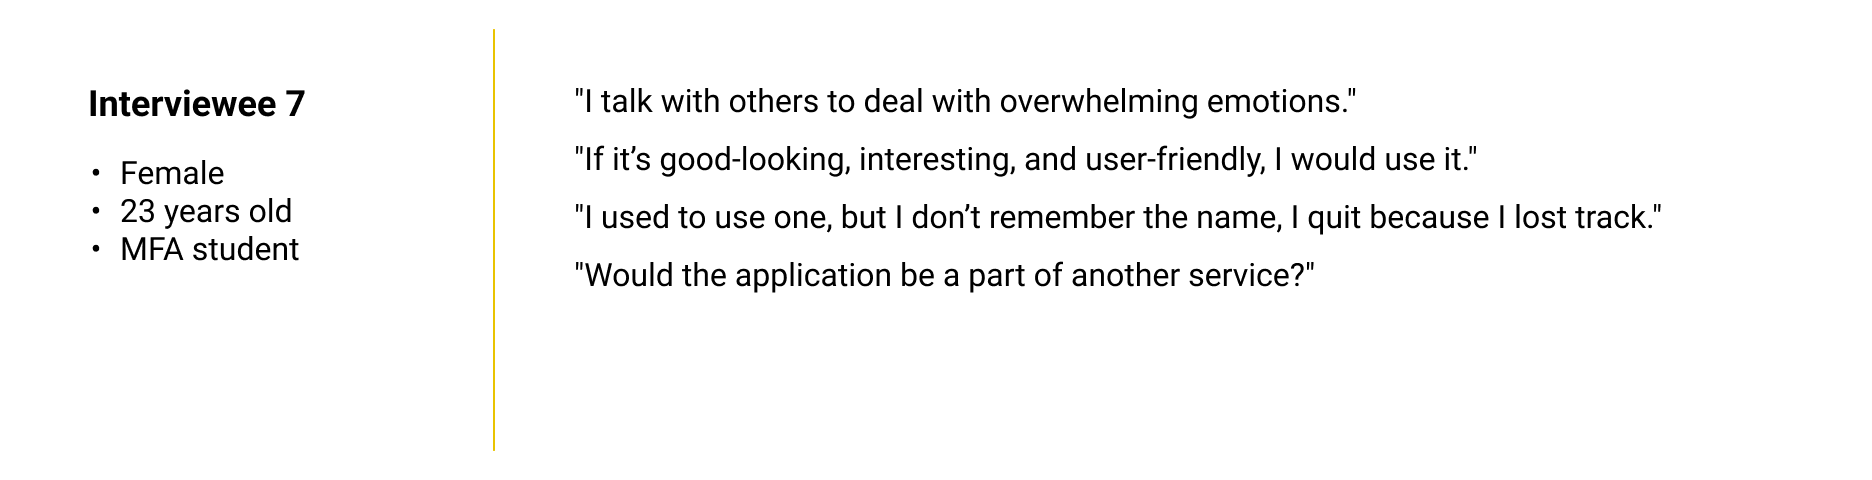 Interviewee 7
• Female
• 23 years old
• MFA student
"I talk with others to deal with overwhelming emotions."
"If it’s good-looking, interesting, and user-friendly, I would use it."
"I used to use one, but I don’t remember the name, I quit because I lost track."
"Would the application be a part of another service?"